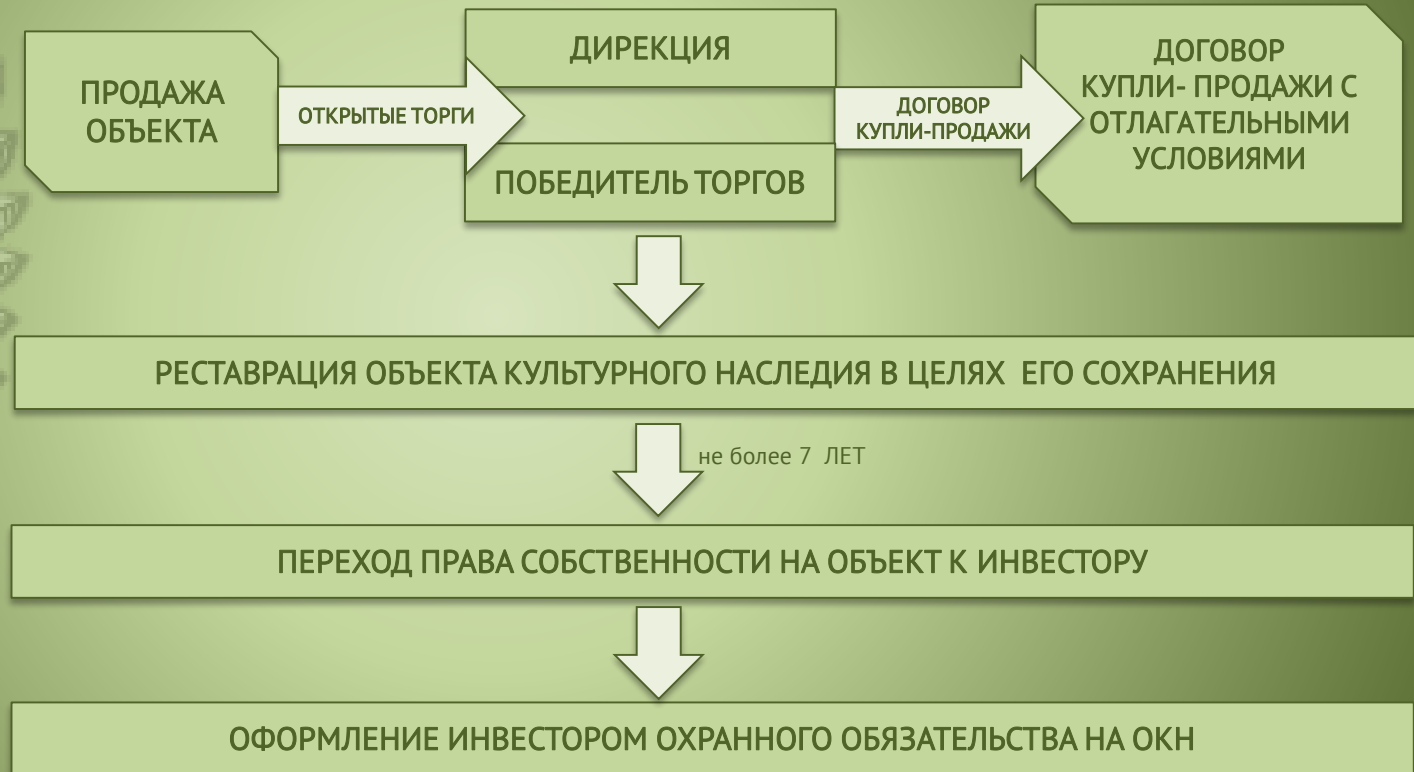 ПРОДАЖА
ОБЪЕКТА
ОТКРЫТЫЕ ТОРГИ
ДИРЕКЦИЯ
ПОБЕДИТЕЛЬ ТОРГОВ
ДОГОВОР
КУПЛИ-ПРОДАЖИ
ДОГОВОР
КУПЛИ- ПРОДАЖИ С
ОТЛАГАТЕЛЬНЫМИ
УСЛОВИЯМИ
РЕСТАВРАЦИЯ ОБЪЕКТА КУЛЬТУРНОГО НАСЛЕДИЯ В ЦЕЛЯХ ЕГО СОХРАНЕНИЯ
не более 7 ЛЕТ
ПЕРЕХОД ПРАВА СОБСТВЕННОСТИ НА ОБЪЕКТ К ИНВЕСТОРУ
ОФОРМЛЕНИЕ ИНВЕСТОРОМ ОХРАННОГО ОБЯЗАТЕЛЬСТВА НА ОКН